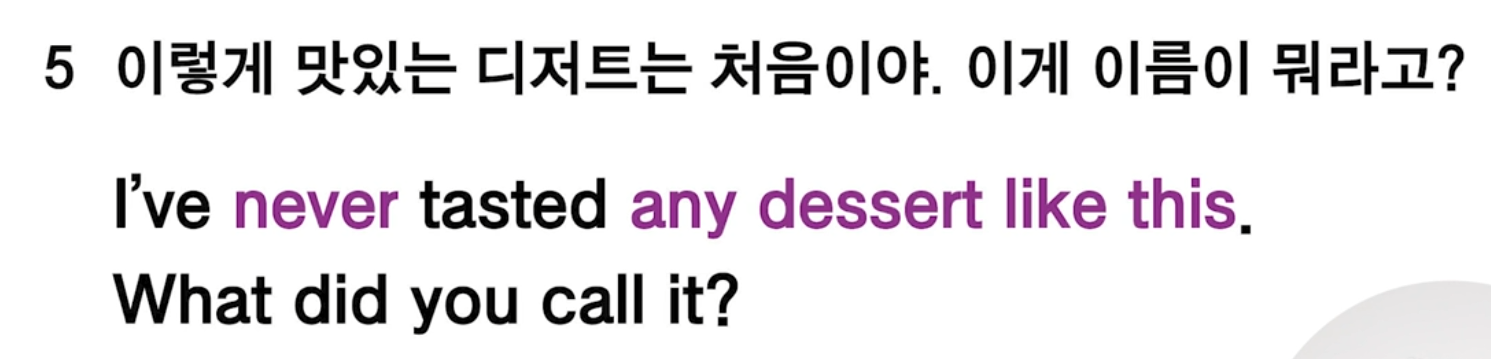 5 이렇게 맛있는 디저트는 처음이야. 이게 이름이 뭐라고?
I've never tasted any dessert like this.
What did you call it?